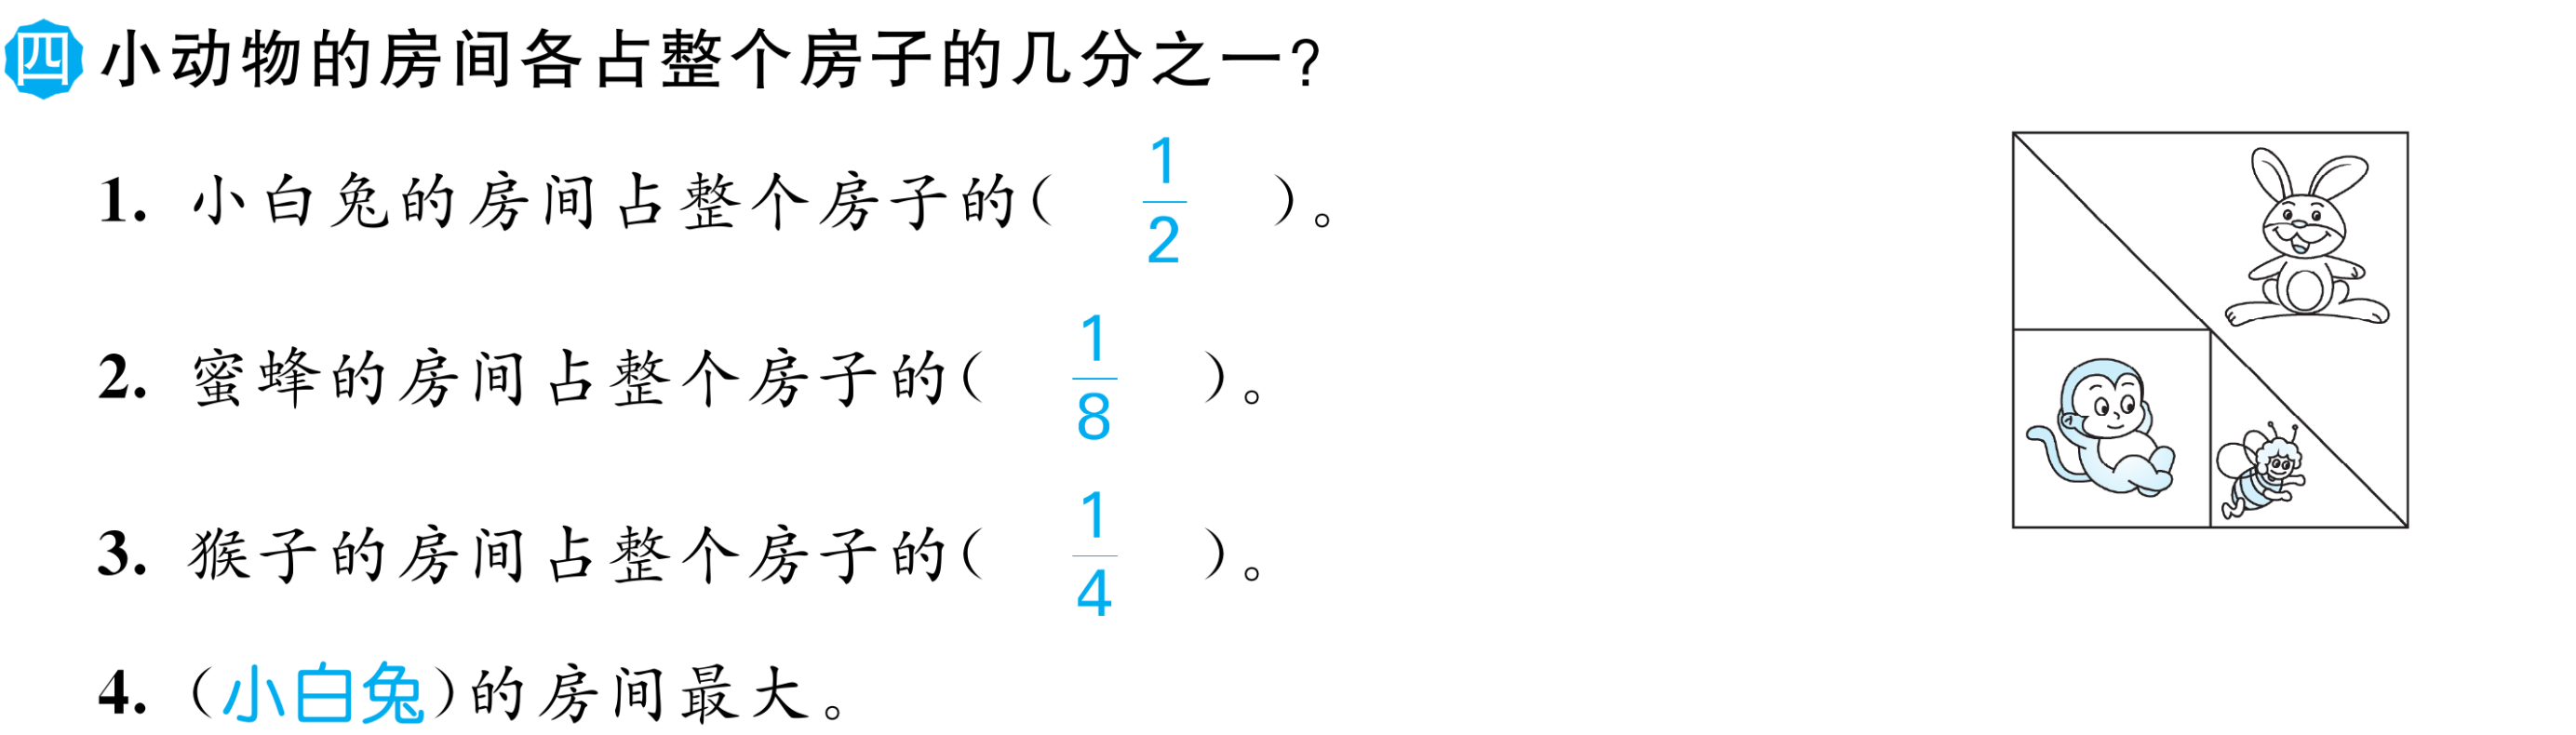 四 小动物的房间各占整个房子的几分之一?
1. 小白兔的房间占整个房子的( 1/2 )。
2. 蜜蜂的房间占整个房子的( 1/8 )。
3. 猴子的房间占整个房子的( 1/4 )。
4. (小白兔)的房间最大。